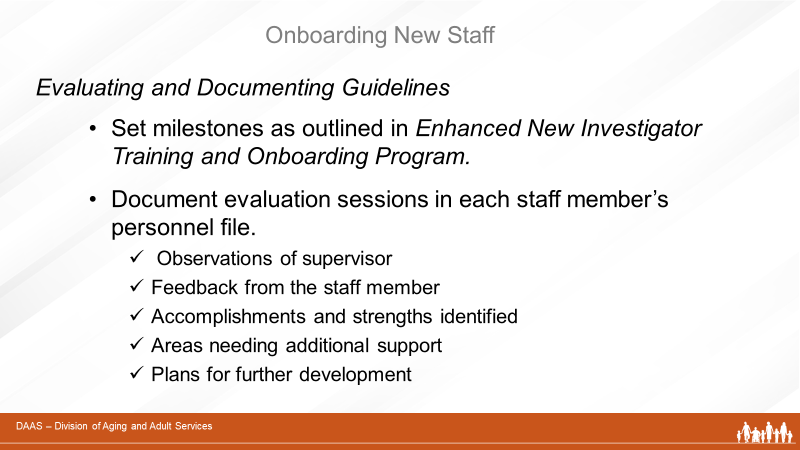 Onboarding New Staff
Evaluating and Documenting Guidelines
• Set milestones as outlined in Enhanced New Investigator
Training and Onboarding Program.
• Document evaluation sessions in each staff member’s
personnel file.
✓ Observations of supervisor
✓ Feedback from the staff member
✓ Accomplishments and strengths identified
✓ Areas needing additional support
✓ Plans for further development
DAAS – Division of Aging and Adult Services